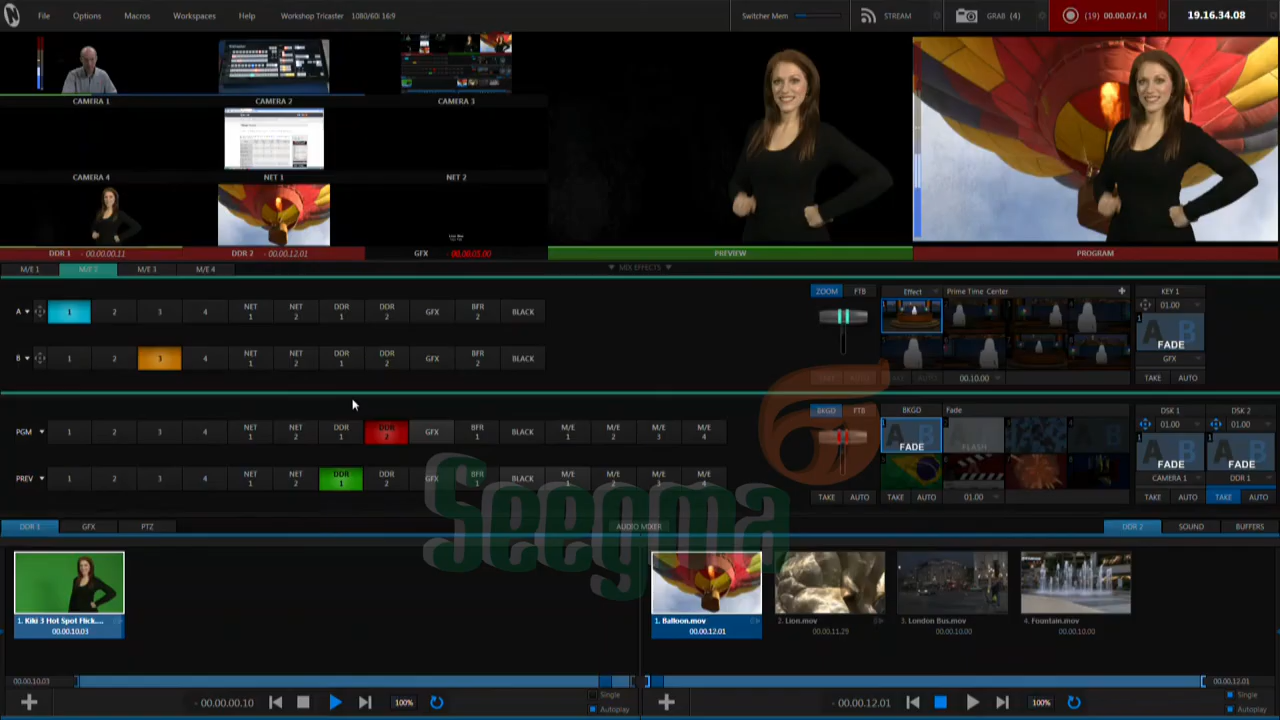 File Options Macros Workspaces Help Workshop Tricaster 1080/60i 16:9 Switcher Mem STREAM GRAB (4) (19) 00.00.07.14 19.16.34.08
CAMERA 1 CAMERA 2 CAMERA 3
CAMERA 4 NET 1 NET 2
DDR 1 - 00.00.00.11 DDR 2 - 00.00.12.01 GFX 00.00.05.00 PREVIEW PROGRAM
M/E 1 M/E 2 M/E 3 M/E 4 MIX EFFECTS
ZOOM FTB Effect Prime Time Center + KEY 1
A 1 2 3 4 NET 1 NET 2 DDR 1 DDR 2 GFX BFR 2 BLACK
01.00
A B
FADE
B 1 2 3 4 NET 1 NET 2 DDR 1 DDR 2 GFX BFR 2 BLACK
GFX
TAKE AUTO TAKE AUTO 00.10.00 TAKE AUTO
BKGD FTB BKGD Fade DSK 1 DSK 2
01.00 01.00
PGM 1 2 3 4 NET 1 NET 2 DDR 1 DDR 2 GFX BFR 1 BLACK M/E 1 M/E 2 M/E 3 M/E 4
A B
FADE FLASH
A B A B
FADE FADE
PREV 1 2 3 4 NET 1 NET 2 DDR 1 DDR 2 GFX BFR 2 BLACK M/E 1 M/E 2 M/E 3 M/E 4
CAMERA 1 DDR 1
TAKE AUTO TAKE AUTO 01.00 TAKE AUTO TAKE AUTO
Seegma
DDR 1 GFX PTZ AUDIO MIXER DDR 2 SOUND BUFFERS
1. Kiki 3 Hot Spot Flick.... 1. Balloon.mov 2. Lion.mov 3. London Bus.mov 4. Fountain.mov
00.00.10.03 00.00.12.01 00.00.11.29 00.00.10.00 00.00.10.00
00.00.10.03 00.00.12.01
- 00.00.00.10 100% Single - 00.00.12.01 100% Single
Autoplay Autoplay